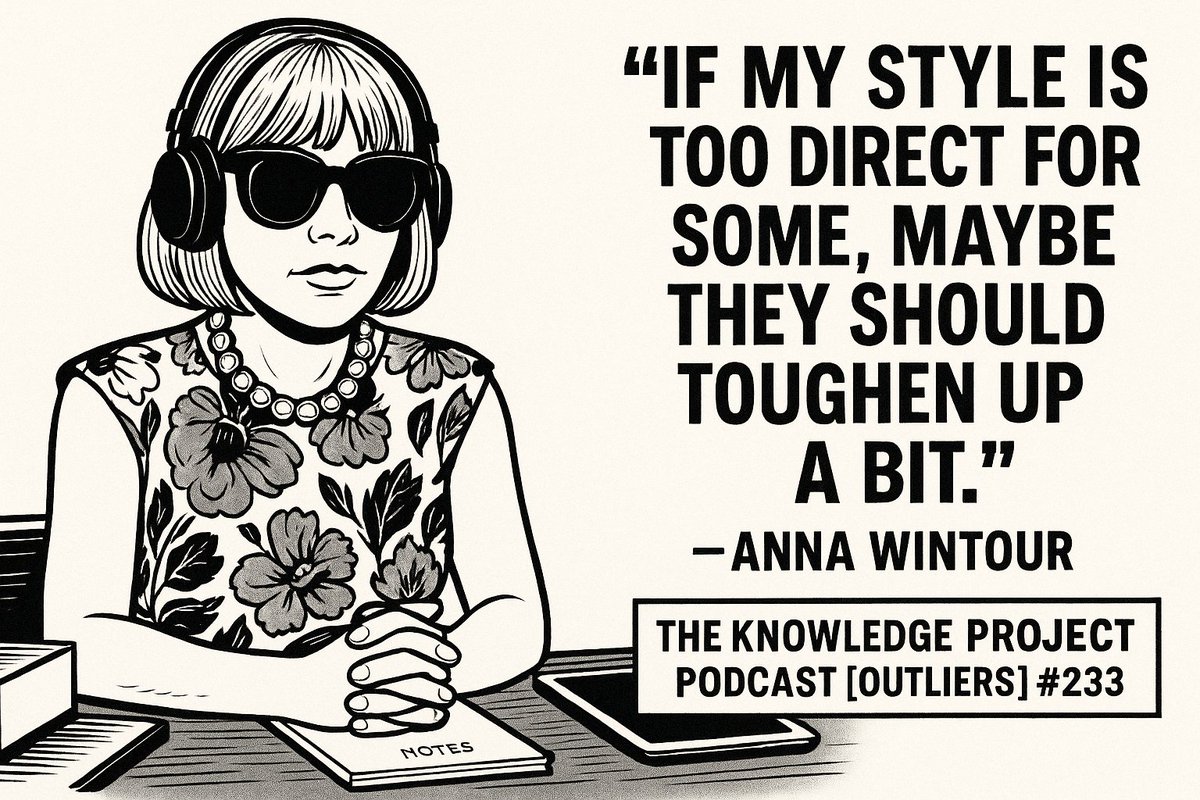 “IF MY STYLE IS
TOO DIRECT FOR
SOME, MAYBE
THEY SHOULD
TOUGHEN UP
A BIT.”
—ANNA WINTOUR
THE KNOWLEDGE PROJECT
PODCAST [OUTLIERS] #233
NOTES